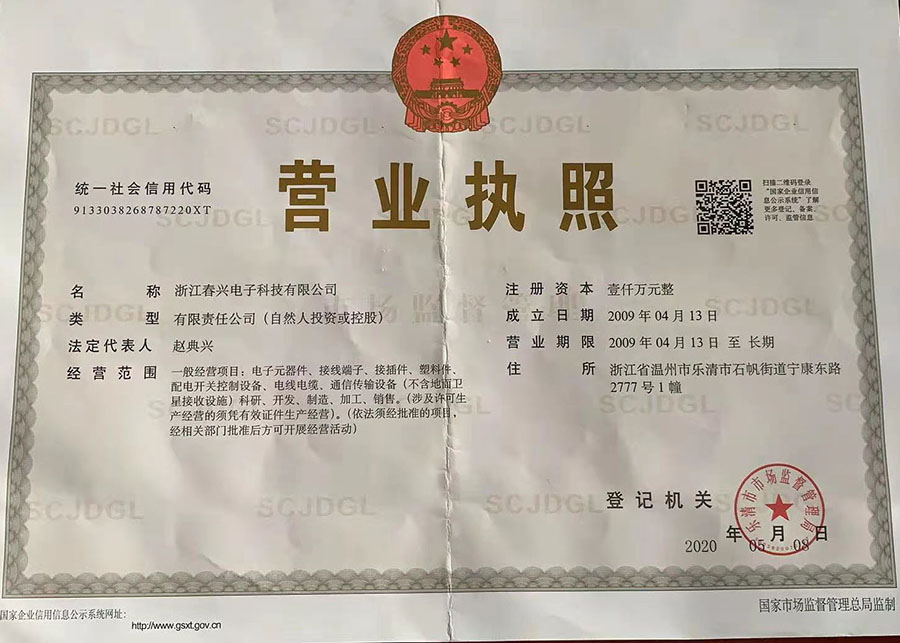 营业执照
统一社会信用代码
9133038268787220XT
扫描二维码登录
“国家企业信用信
息公示系统”了解
更多登记、备案、
许可、监管信息
名 称 浙江春兴电子科技有限公司
类 型 有限责任公司（自然人投资或控股）
法定代表人 赵典兴
经营范围 一般经营项目：电子元器件、接线端子、接插件、塑料件、
配电开关控制设备、电线电缆、通信传输设备（不含地面卫
星接收设施）科研、开发、制造、加工、销售。（涉及许可生
产经营的须凭有效证件生产经营）。（依法须经批准的项目，
经相关部门批准后方可开展经营活动）
注册资本 壹仟万元整
成立日期 2009年04月13日
营业期限 2009年04月13日至长期
住 所 浙江省温州市乐清市石帆街道宁康东路
2777号1幢
登记机关
乐清市市场监督管理局
2020年05月08日
国家企业信用信息公示系统网址：
http://www.gsxt.gov.cn
国家市场监督管理总局监制
SCJDGL
市场监督管理